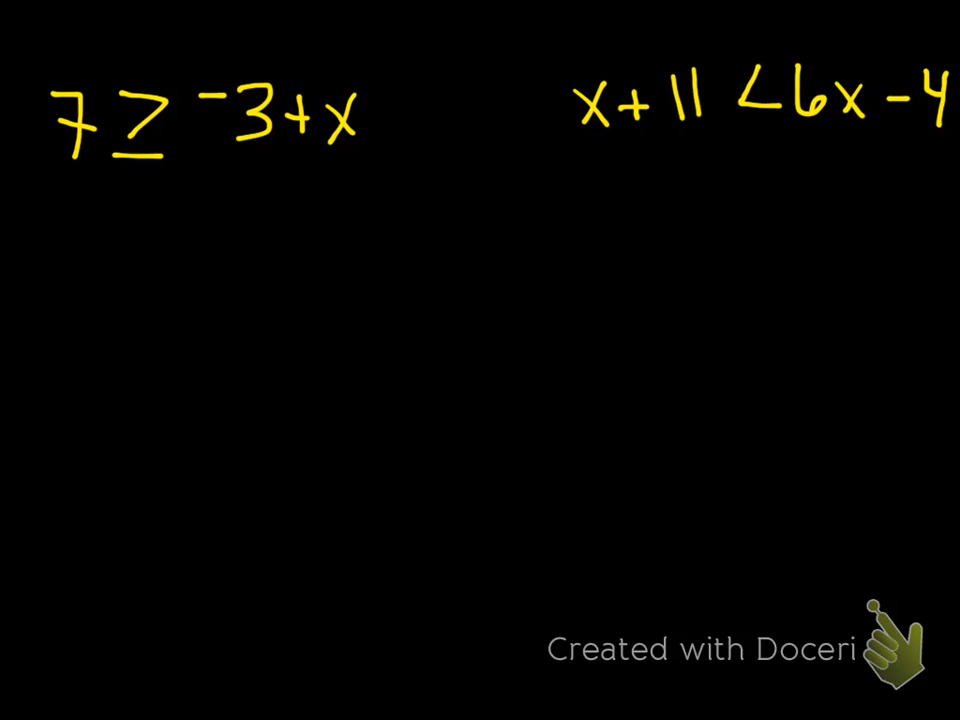 7 ≥ ⁻3+x
x+11 <6x-4
Created with Doceri